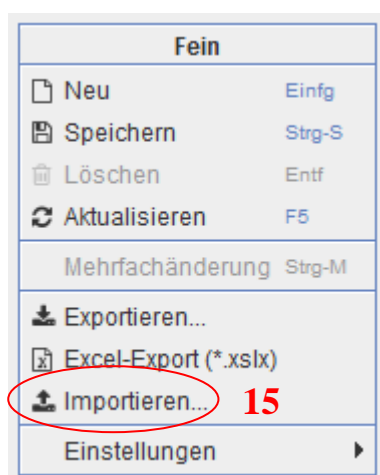 Fein
Neu Einfg
Speichern Strg-S
Löschen Entf
Aktualisieren F5
Mehrfachänderung Strg-M
Exportieren...
Excel-Export (*.xslx)
Importieren... 15
Einstellungen